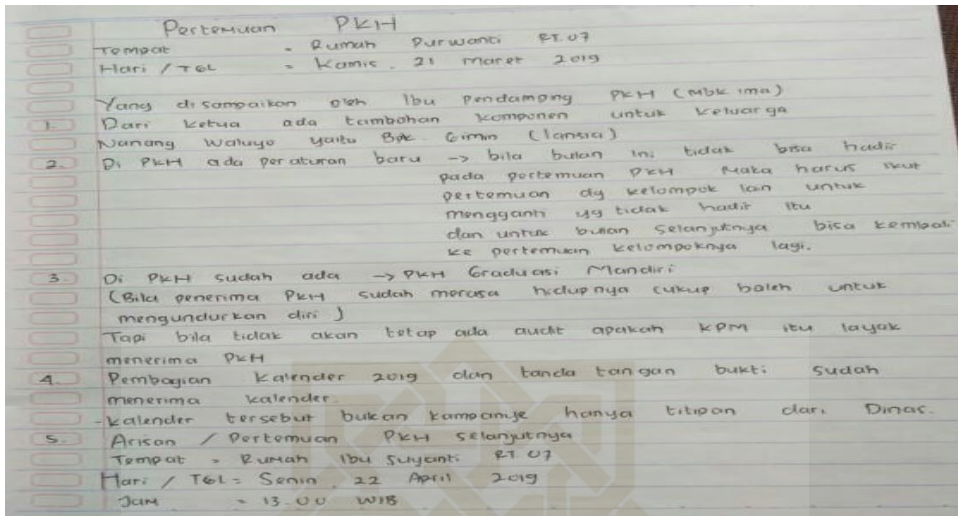 Pertemuan PKH
Tempat = Rumah Purwanti RT.07
Hari / TGL = Kamis, 21 Maret 2019
Yang disampaikan oleh Ibu Pendamping PKH (Mbk ima)
1. Dari ketua ada tambahan komponen untuk keluarga
Nanang Waluyo yaitu Bpk. Gimin (lansia)
2. Di PKH ada peraturan baru -> bila bulan ini tidak bisa hadir
pada pertemuan PKH Maka harus ikut
pertemuan dg kelompok lain untuk
mengganti yg tidak hadir itu
dan untuk bulan selanjutnya bisa kembali
ke pertemuan kelompoknya lagi.
3. Di PKH sudah ada -> PKH Graduasi Mandiri
(Bila penerima PKH sudah merasa hidupnya cukup boleh untuk
mengundurkan diri)
Tapi bila tidak akan tetap ada audit apakah KPM itu layak
menerima PKH
4. Pembagian Kalender 2019 dan tanda tangan bukti sudah
menerima kalender.
- kalender tersebut bukan kampanye hanya titipan dari Dinas.
5. Arisan / Pertemuan PKH selanjutnya
Tempat = Rumah Ibu Suyanti RT 07
Hari / TGL = Senin, 22 April 2019
Jam = 13.00 WIB